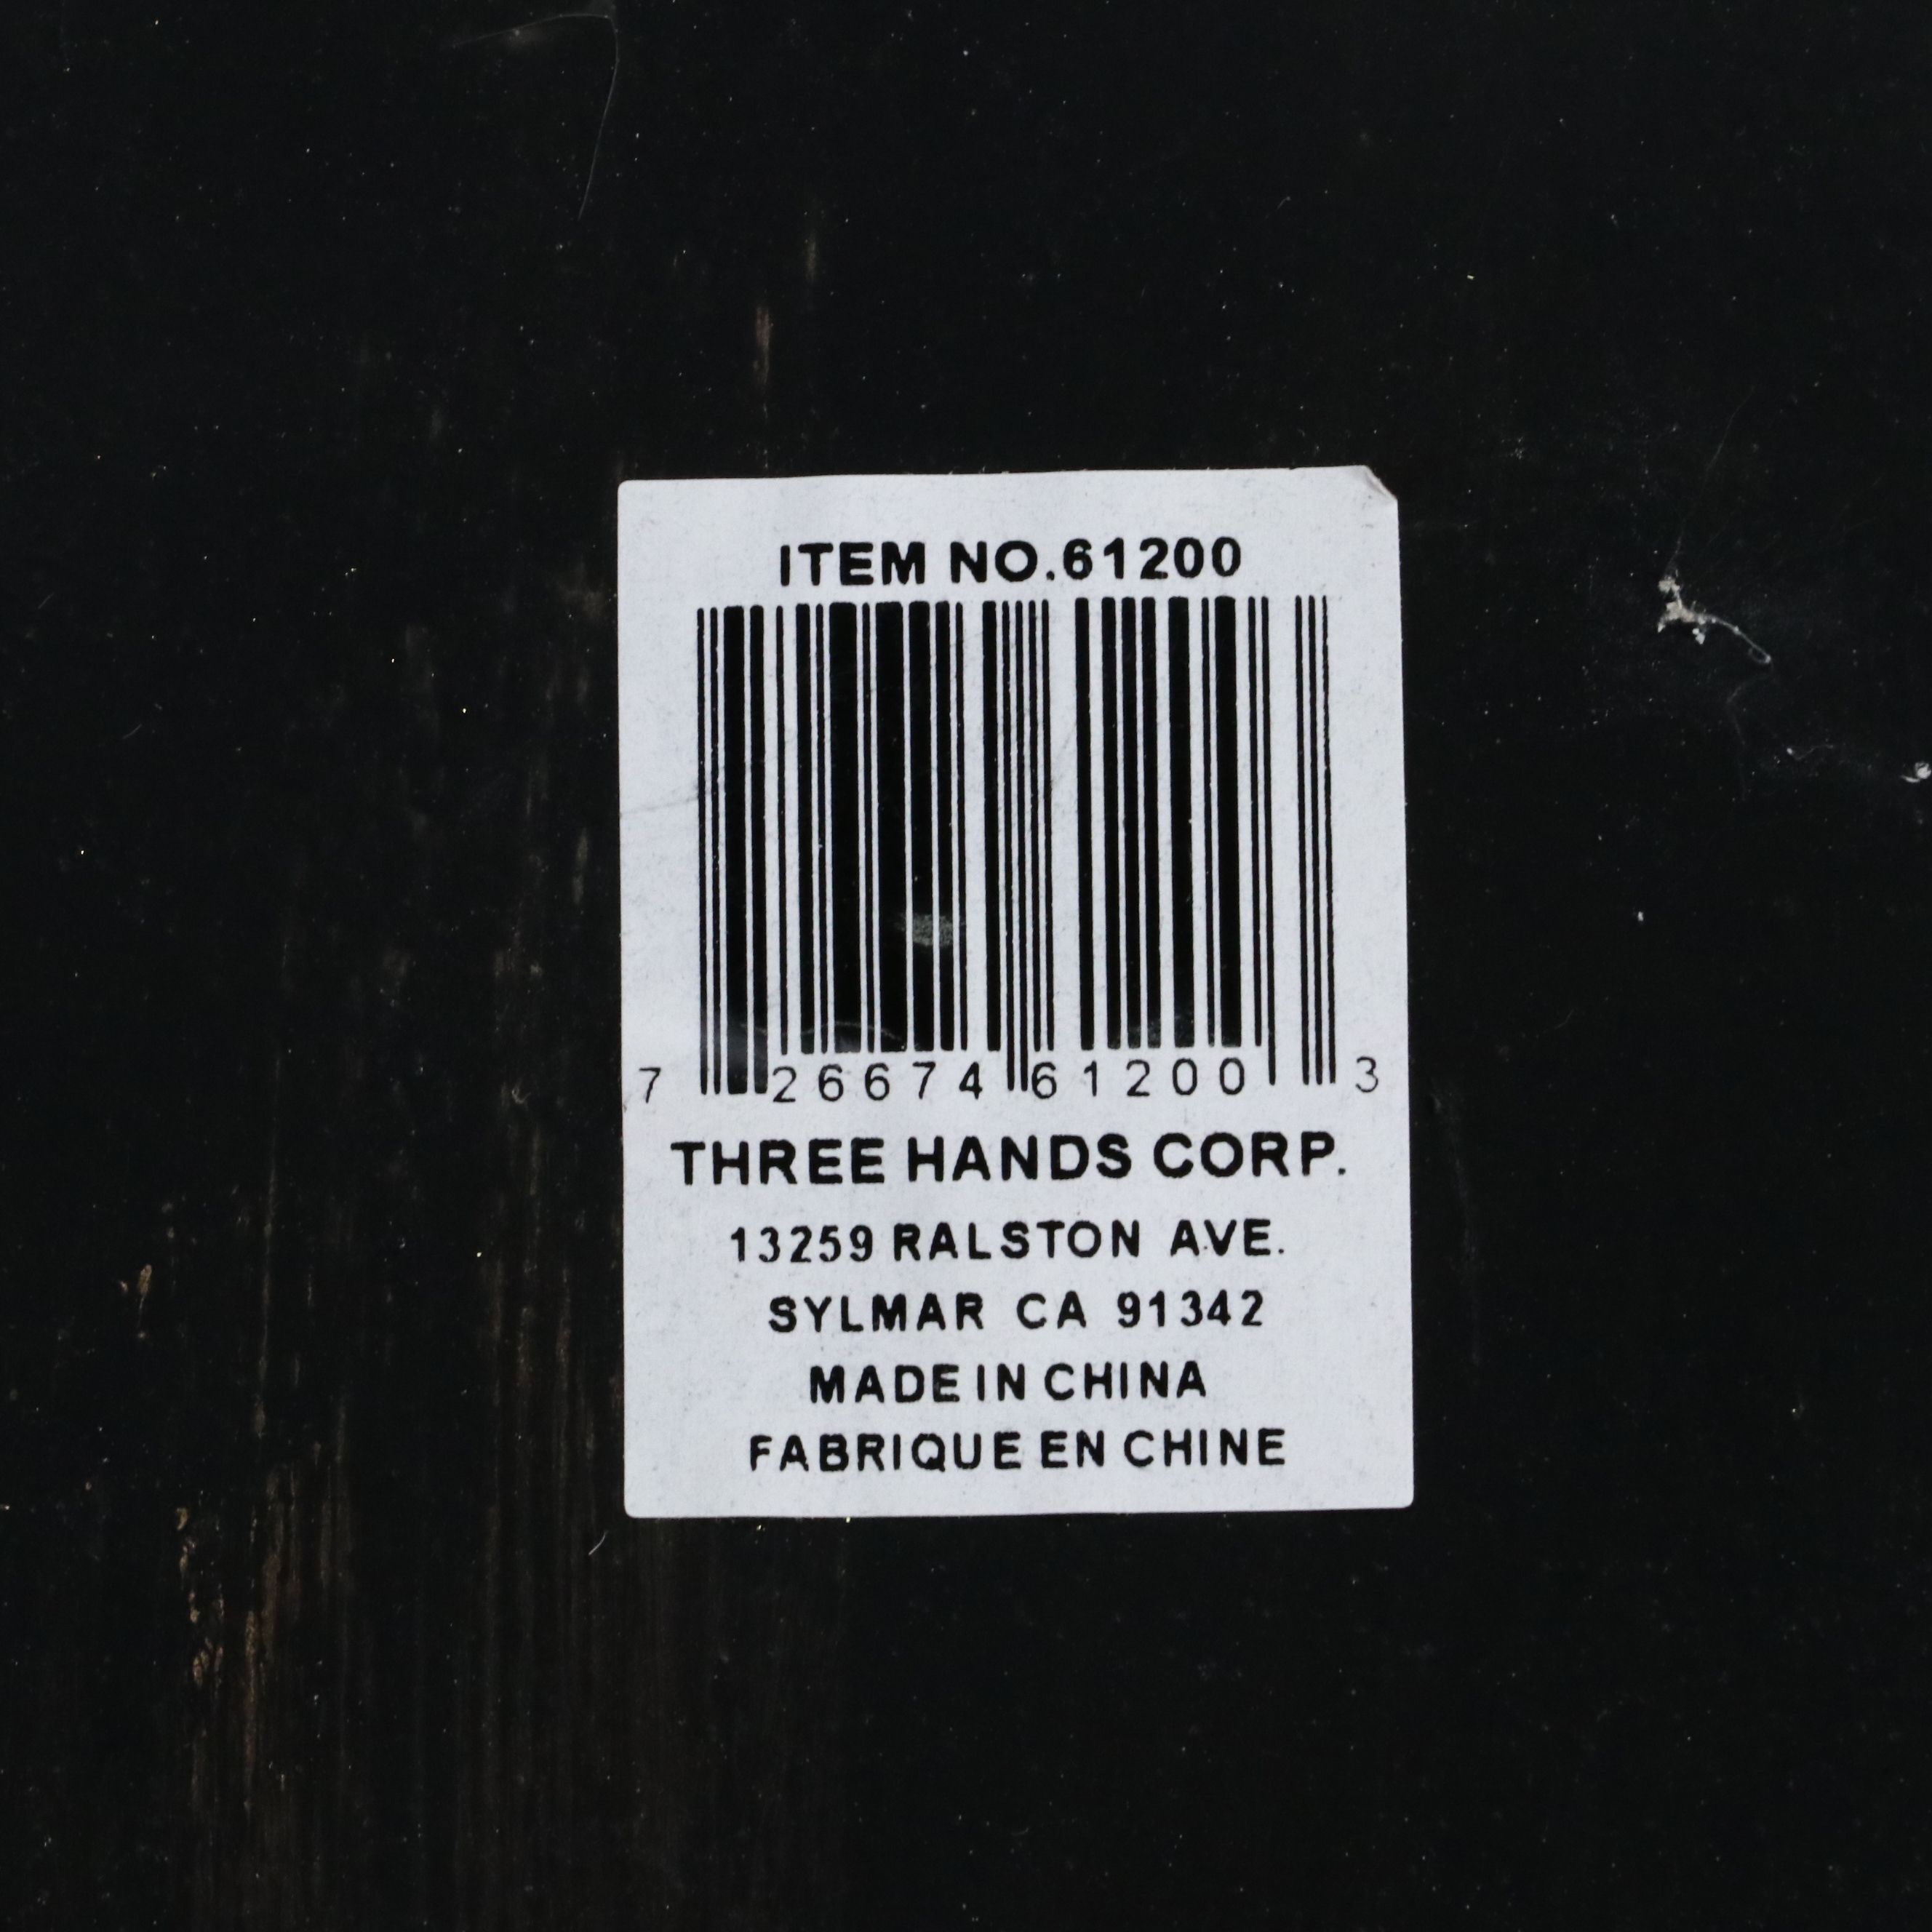 ITEM NO.61200
7 26674 61200 3
THREE HANDS CORP.
13259 RALSTON AVE.
SYLMAR CA 91342
MADE IN CHINA
FABRIQUE EN CHINE